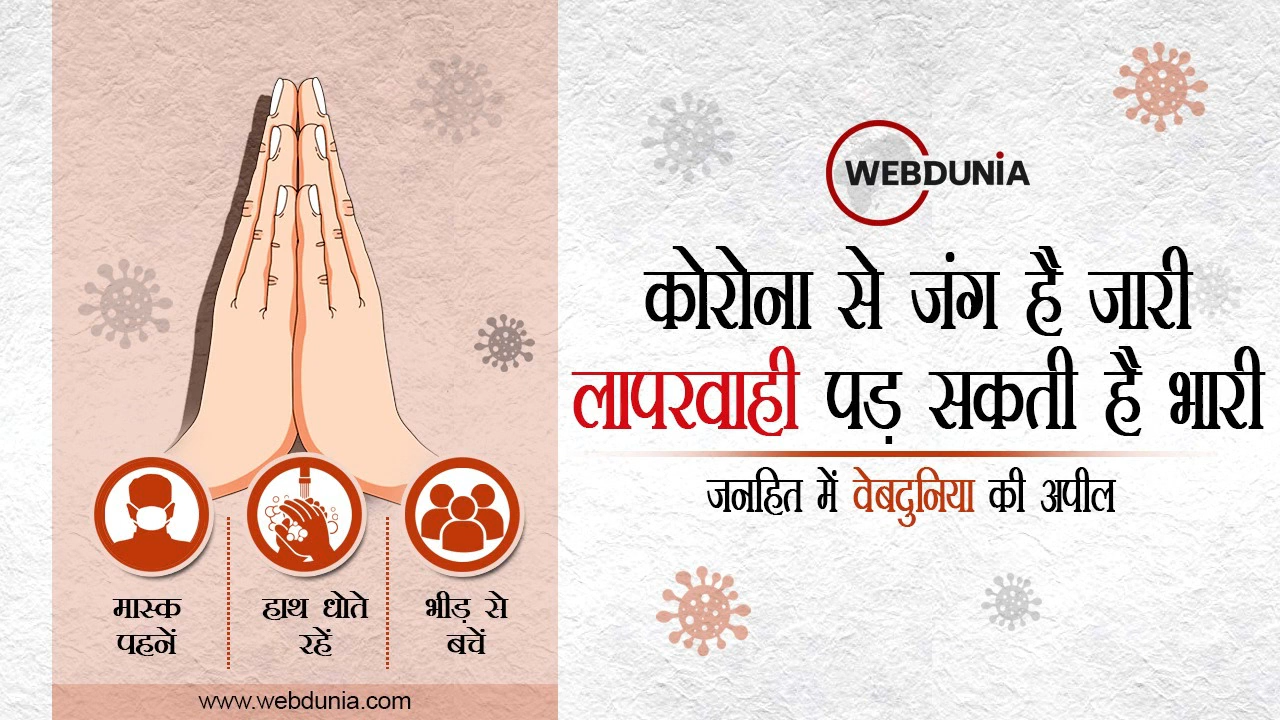 WEBDUNIA
कोरोना से जंग है जारी
लापरवाही पड़ सकती है भारी
जनहित में वेबदुनिया की अपील
मास्क
पहनें
हाथ धोते
रहें
भीड़ से
बचें
www.webdunia.com